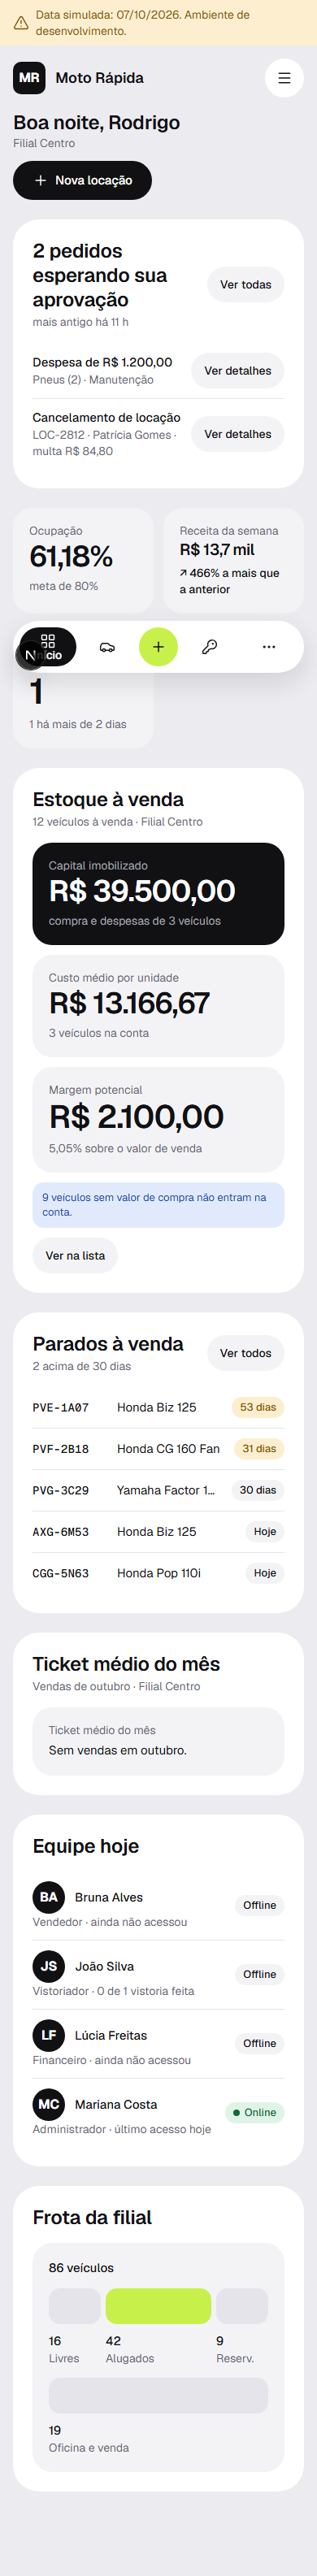 Data simulada: 07/10/2026. Ambiente de
desenvolvimento.
MR
Moto Rápida
Boa noite, Rodrigo
Filial Centro
Nova locação
2 pedidos
esperando sua
aprovação
Ver todas
mais antigo há 11 h
Despesa de R$ 1.200,00
Pneus (2) · Manutenção
Ver detalhes
Cancelamento de locação
LOC-2812 · Patrícia Gomes ·
multa R$ 84,80
Ver detalhes
Ocupação
61,18%
meta de 80%
Receita da semana
R$ 13,7 mil
↗ 466% a mais que
a anterior
N
1
1 há mais de 2 dias
Estoque à venda
12 veículos à venda · Filial Centro
Capital imobilizado
R$ 39.500,00
compra e despesas de 3 veículos
Custo médio por unidade
R$ 13.166,67
3 veículos na conta
Margem potencial
R$ 2.100,00
5,05% sobre o valor de venda
9 veículos sem valor de compra não entram na
conta.
Ver na lista
Parados à venda
2 acima de 30 dias
Ver todos
PVE-1A07 Honda Biz 125 53 dias
PVF-2B18 Honda CG 160 Fan 31 dias
PVG-3C29 Yamaha Factor 1... 30 dias
AXG-6M53 Honda Biz 125 Hoje
CGG-5N63 Honda Pop 110i Hoje
Ticket médio do mês
Vendas de outubro · Filial Centro
Ticket médio do mês
Sem vendas em outubro.
Equipe hoje
BA Bruna Alves
Vendedor · ainda não acessou
Offline
JS João Silva
Vistoriador · 0 de 1 vistoria feita
Offline
LF Lúcia Freitas
Financeiro · ainda não acessou
Offline
MC Mariana Costa
Administrador · último acesso hoje
Online
Frota da filial
86 veículos
16 42 9
Livres Alugados Reserv.
19
Oficina e venda